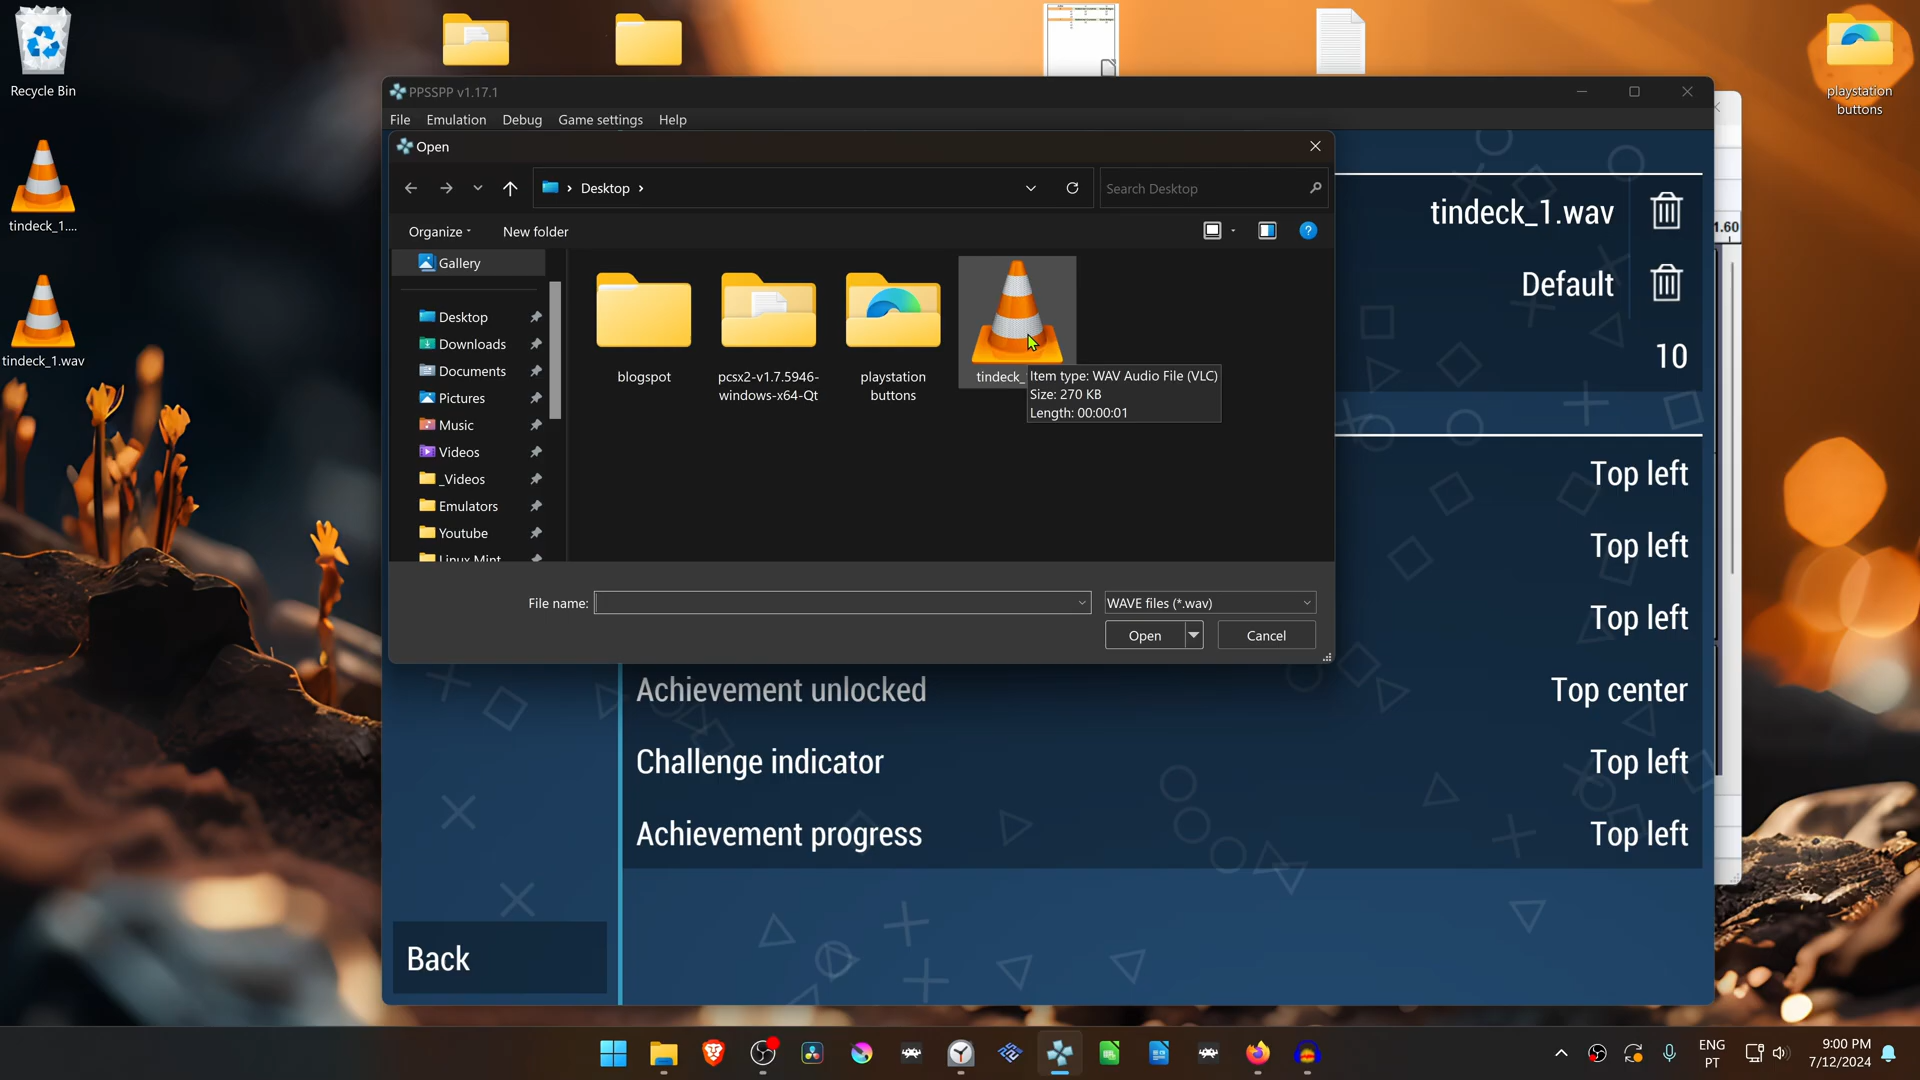 Recycle Bin
tindeck_1....
tindeck_1.wav
playstation
buttons
PPSSPP v1.17.1
File
Emulation
Debug
Game settings
Help
Open
Desktop
Search Desktop
Organize
New folder
Gallery
Desktop
Downloads
Documents
Pictures
Music
Videos
_Videos
Emulators
Youtube
Linux Mint
blogspot
pcsx2-v1.7.5946-
windows-x64-Qt
playstation
buttons
tindeck_
Item type: WAV Audio File (VLC)
Size: 270 KB
Length: 00:00:01
File name:
WAVE files (*.wav)
Open
Cancel
tindeck_1.wav
Default
10
1.60
Top left
Top left
Top left
Achievement unlocked
Top center
Challenge indicator
Top left
Achievement progress
Top left
Back
ENG
PT
9:00 PM
7/12/2024